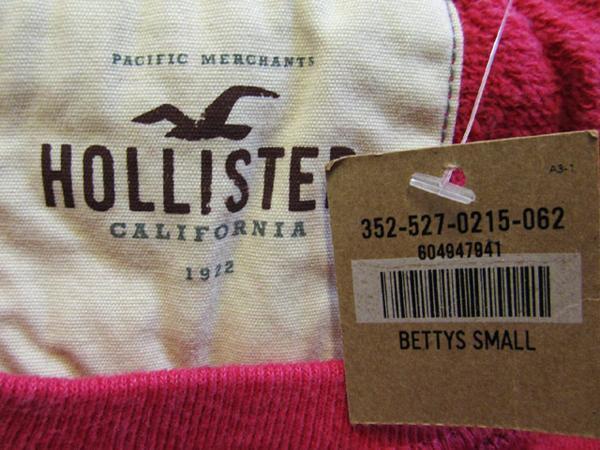 PACIFIC MERCHANTS
HOLLISTER
CALIFORNIA
1922
A3-1
352-527-0215-062
604947941
BETTYS SMALL